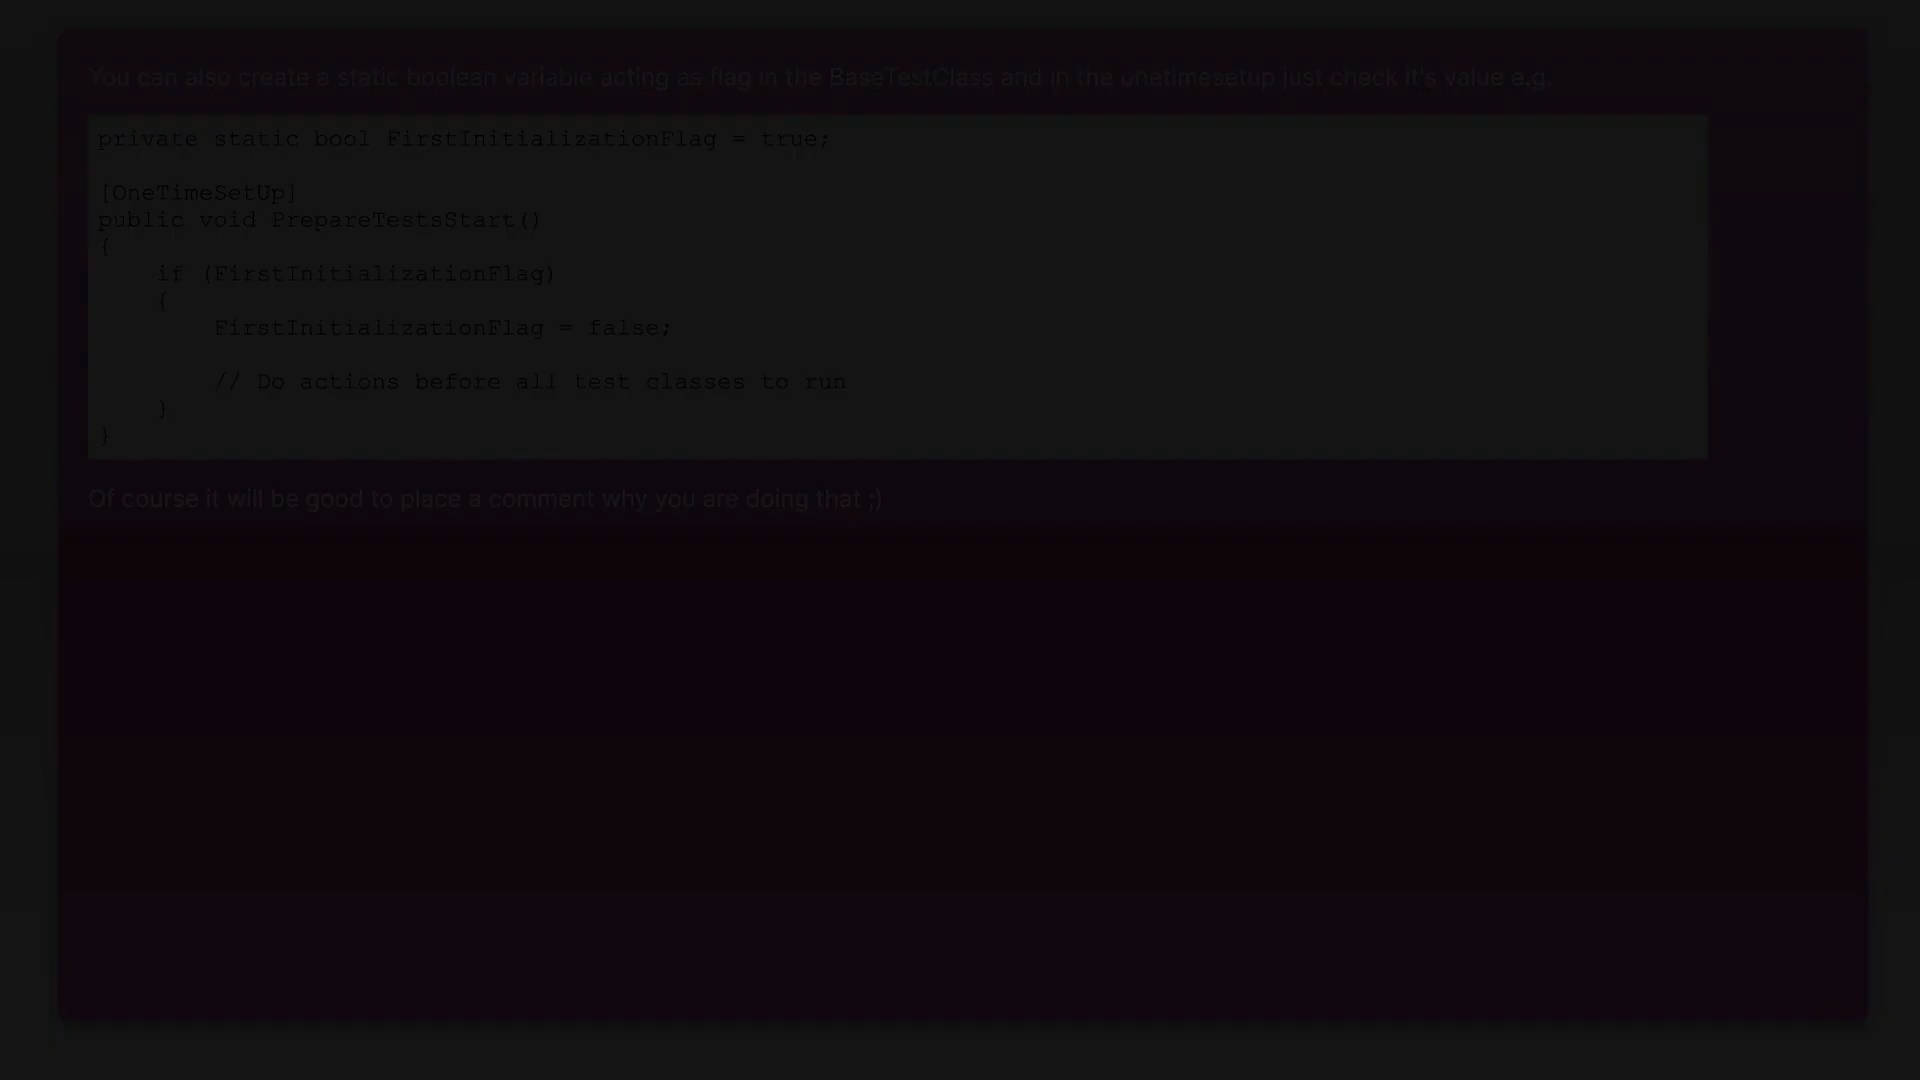 You can also create a static boolean variable acting as flag in the BaseTestClass and in the onetimesetup just check it's value e.g.
private static bool FirstInitializationFlag = true;
[OneTimeSetUp]
public void PrepareTestsStart()
{
    if (FirstInitializationFlag)
    {
        FirstInitializationFlag = false;
        // Do actions before all test classes to run
    }
}
Of course it will be good to place a comment why you are doing that ;)